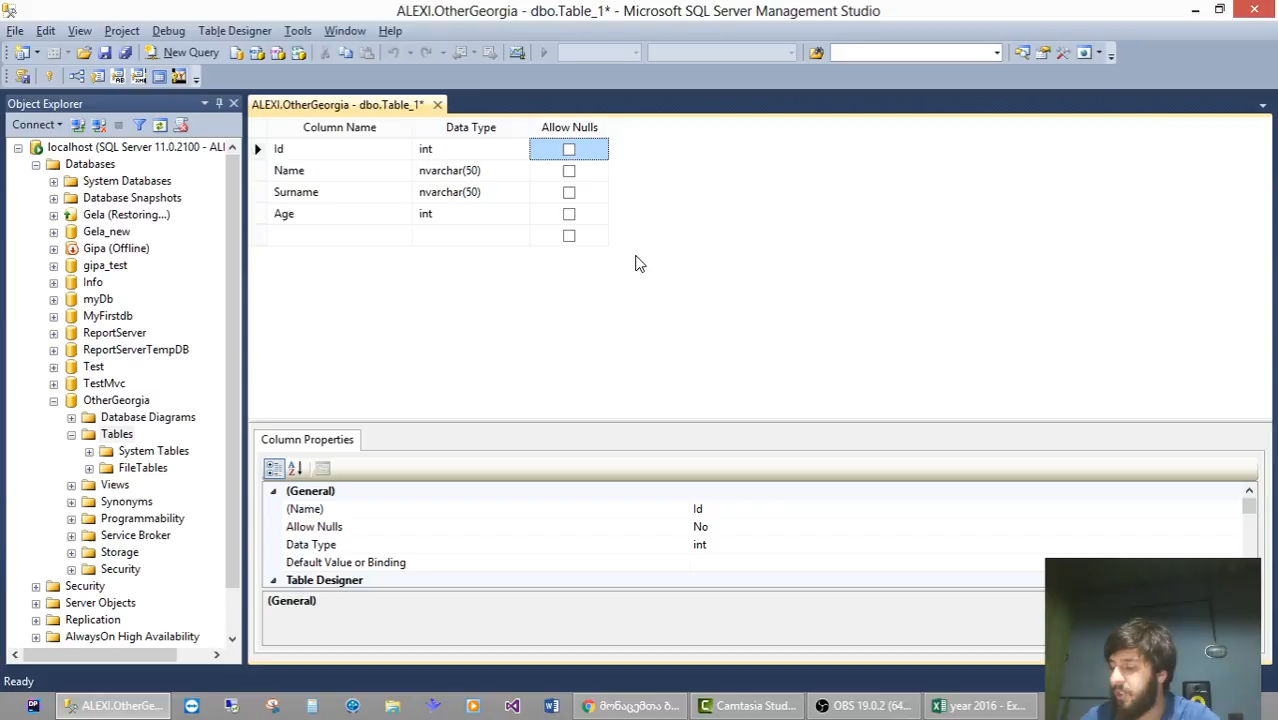 ALEXI.OtherGeorgia - dbo.Table_1* - Microsoft SQL Server Management Studio
File Edit View Project Debug Table Designer Tools Window Help
New Query
Object Explorer
ALEXI.OtherGeorgia - dbo.Table_1*
Connect
Column Name Data Type Allow Nulls
localhost (SQL Server 11.0.2100 - AL
Id int
Databases
Name nvarchar(50)
System Databases
Surname nvarchar(50)
Database Snapshots
Age int
Gela (Restoring...)
Gela_new
Gipa (Offline)
gipa_test
Info
myDb
MyFirstdb
ReportServer
ReportServerTempDB
Test
TestMvc
OtherGeorgia
Database Diagrams
Tables
Column Properties
System Tables
FileTables
Views
(General)
Synonyms
(Name) Id
Programmability
Allow Nulls No
Service Broker
Data Type int
Storage
Default Value or Binding
Security
Table Designer
Security
Server Objects
(General)
Replication
AlwaysOn High Availability
Ready
ALEXI.OtherGe... მონაცემთა ბ... Camtasia Stud... OBS 19.0.2 (64... year 2016 - Ex...